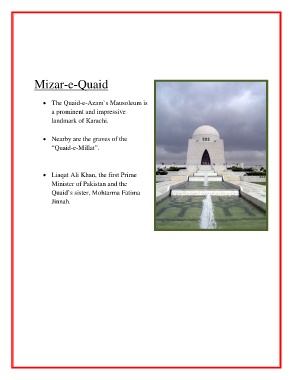 Mizar-e-Quaid
• The Quaid-e-Azam's Mausoleum is
a prominent and impressive
landmark of Karachi.
• Nearby are the graves of the
"Quaid-e-Millat".
• Liaqat Ali Khan, the first Prime
Minister of Pakistan and the
Quaid's sister, Mohtarma Fatima
Jinnah.